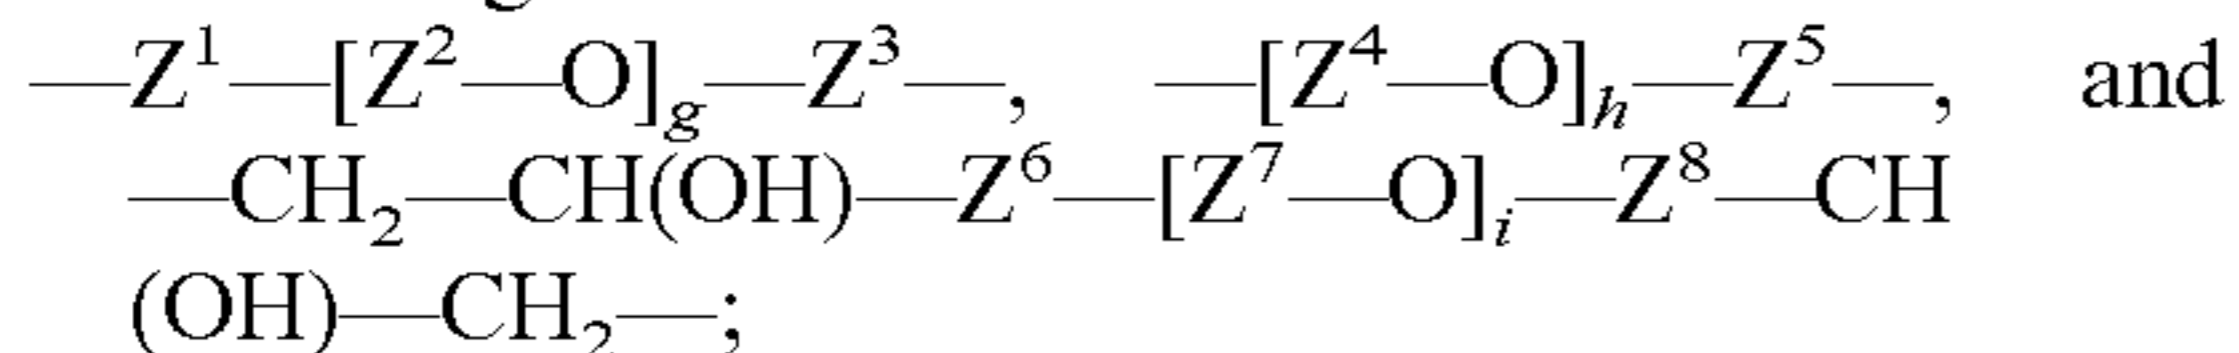 —Z¹—[Z²—O]g—Z³—, —[Z⁴—O]h—Z⁵—, and
—CH₂—CH(OH)—Z⁶—[Z⁷—O]i—Z⁸—CH
(OH)—CH₂—;